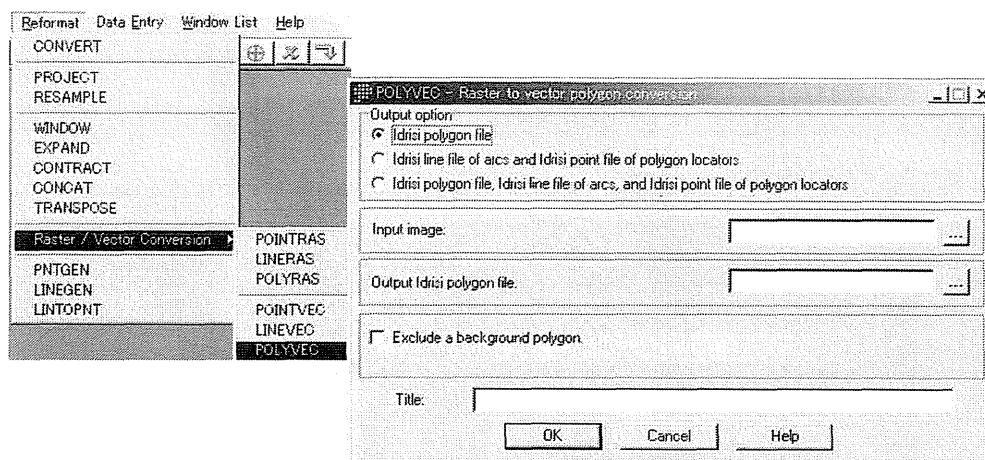 Reformat Data Entry Window List Help
CONVERT
PROJECT
RESAMPLE
WINDOW
EXPAND
CONTRACT
CONCAT
TRANSPOSE
Raster / Vector Conversion
PNTGEN
LINEGEN
LINTOPNT
POINTRAS
LINERAS
POLYRAS
POINTVEC
LINEVEC
POLYVEC
POLYVEC - Raster to vector polygon conversion
Output option
Idrisi polygon file
Idrisi line file of arcs and Idrisi point file of polygon locators
Idrisi polygon file, Idrisi line file of arcs, and Idrisi point file of polygon locators
Input image:
...
Output Idrisi polygon file.
...
Exclude a background polygon.
Title:
OK Cancel Help